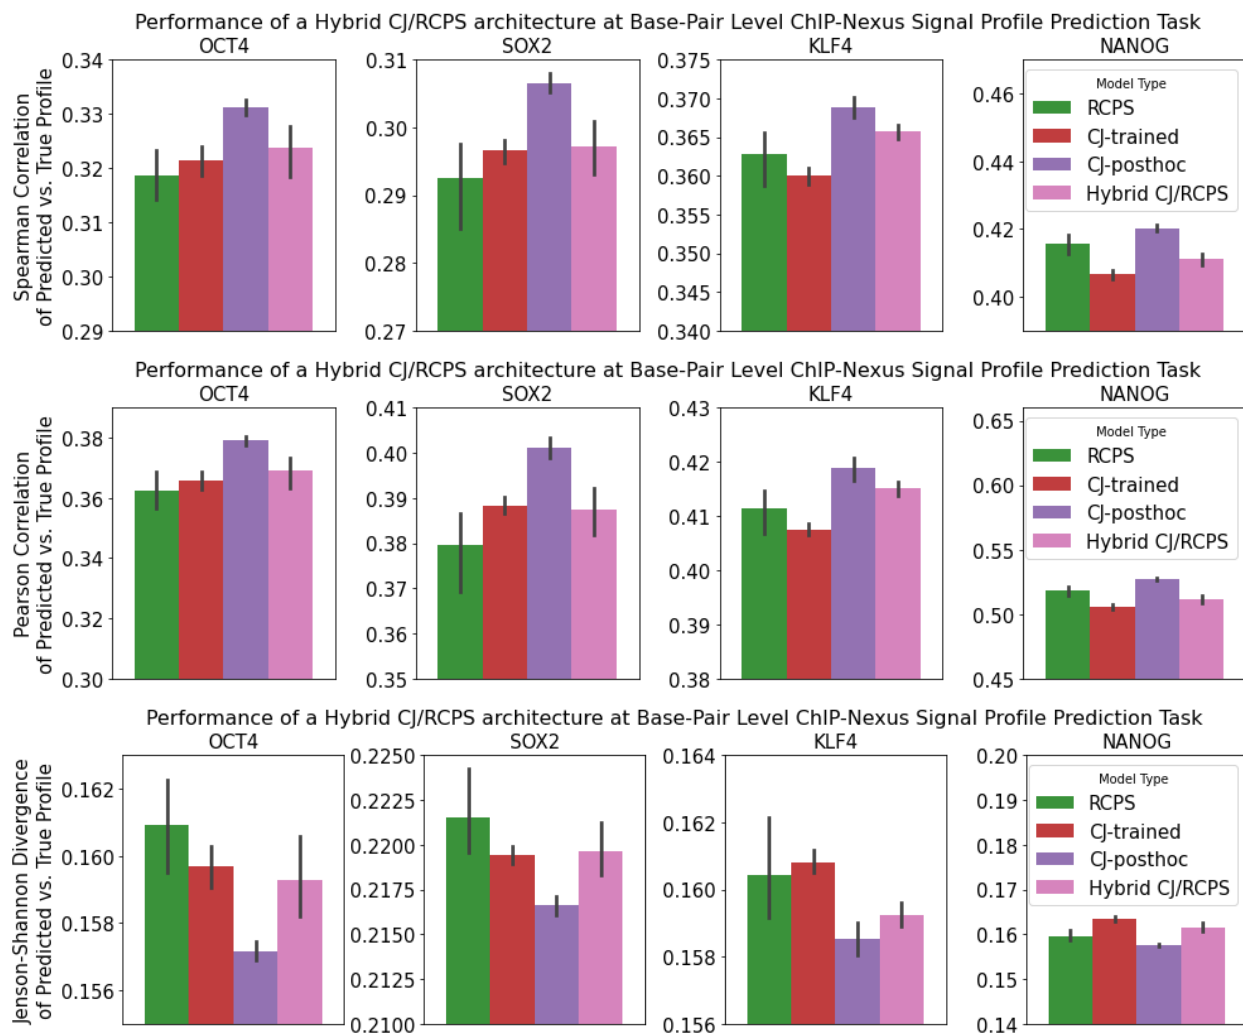 Performance of a Hybrid CJ/RCPS architecture at Base-Pair Level ChIP-Nexus Signal Profile Prediction Task
OCT4
SOX2
KLF4
NANOG
Spearman Correlation
of Predicted vs. True Profile
0.34
0.33
0.32
0.31
0.30
0.29
0.31
0.30
0.29
0.28
0.27
0.375
0.370
0.365
0.360
0.355
0.350
0.345
0.340
0.46
0.44
0.42
0.40
Model Type
RCPS
CJ-trained
CJ-posthoc
Hybrid CJ/RCPS
Performance of a Hybrid CJ/RCPS architecture at Base-Pair Level ChIP-Nexus Signal Profile Prediction Task
OCT4
SOX2
KLF4
NANOG
Pearson Correlation
of Predicted vs. True Profile
0.38
0.36
0.34
0.32
0.30
0.41
0.40
0.39
0.38
0.37
0.36
0.35
0.43
0.42
0.41
0.40
0.39
0.38
0.65
0.60
0.55
0.50
0.45
Model Type
RCPS
CJ-trained
CJ-posthoc
Hybrid CJ/RCPS
Performance of a Hybrid CJ/RCPS architecture at Base-Pair Level ChIP-Nexus Signal Profile Prediction Task
OCT4
SOX2
KLF4
NANOG
Jenson-Shannon Divergence
of Predicted vs. True Profile
0.162
0.160
0.158
0.156
0.2250
0.2225
0.2200
0.2175
0.2150
0.2125
0.2100
0.164
0.162
0.160
0.158
0.156
0.20
0.19
0.18
0.17
0.16
0.15
0.14
Model Type
RCPS
CJ-trained
CJ-posthoc
Hybrid CJ/RCPS